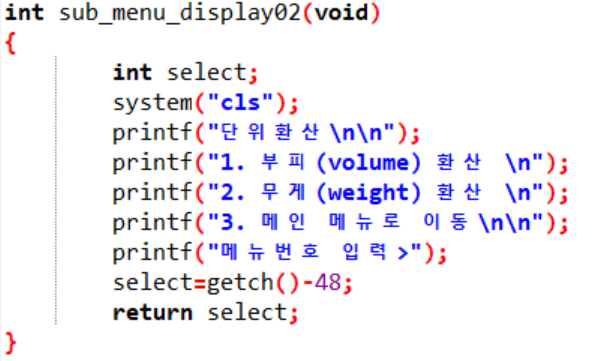 int sub_menu_display02(void)
{
int select;
system("cls");
printf("단위환산\n\n");
printf("1. 부피(volume) 환산 \n");
printf("2. 무게(weight) 환산 \n");
printf("3. 메인 메뉴로 이동\n\n");
printf("메뉴번호 입력>");
select=getch()-48;
return select;
}